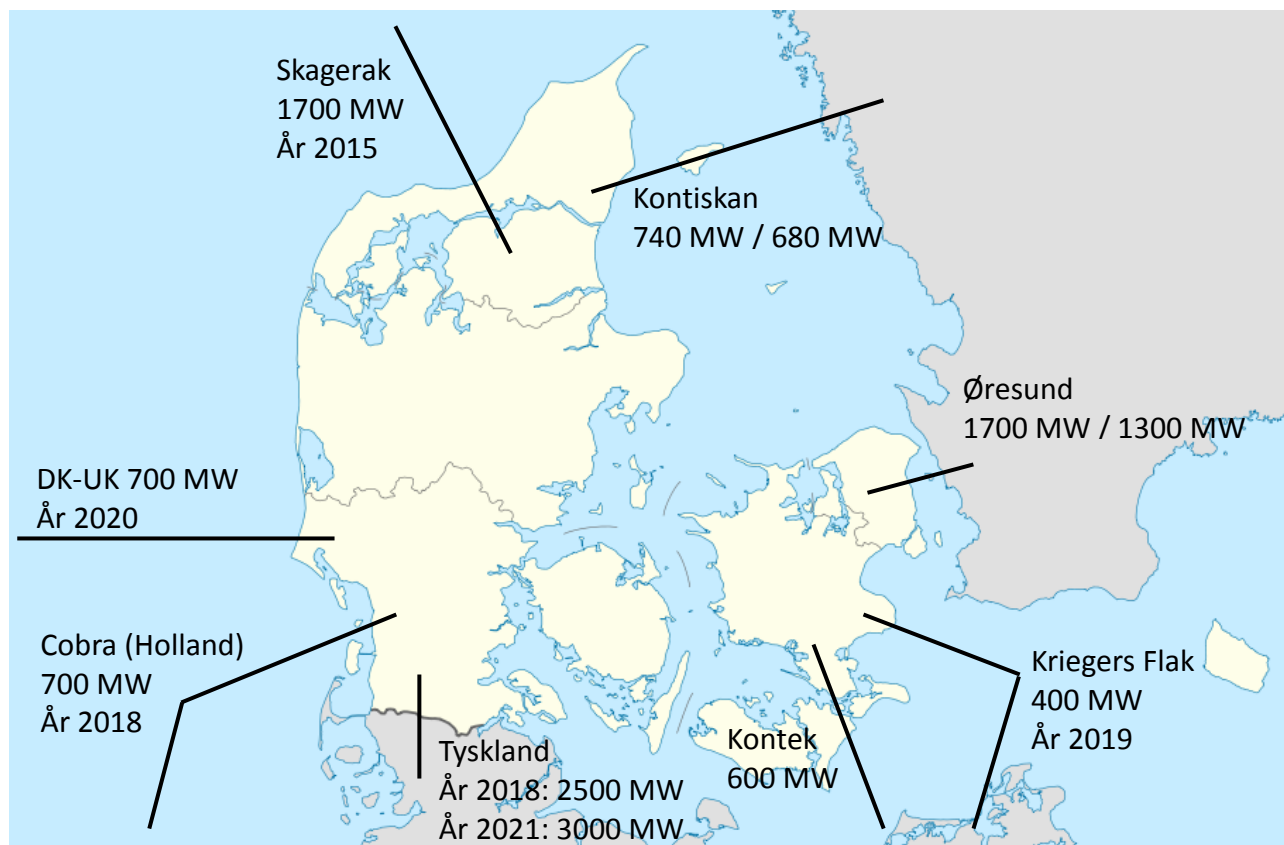 Skagerak
1700 MW
År 2015
Kontiskan
740 MW / 680 MW
Øresund
1700 MW / 1300 MW
DK-UK 700 MW
År 2020
Cobra (Holland)
700 MW
År 2018
Tyskland
År 2018: 2500 MW
År 2021: 3000 MW
Kontek
600 MW
Kriegers Flak
400 MW
År 2019